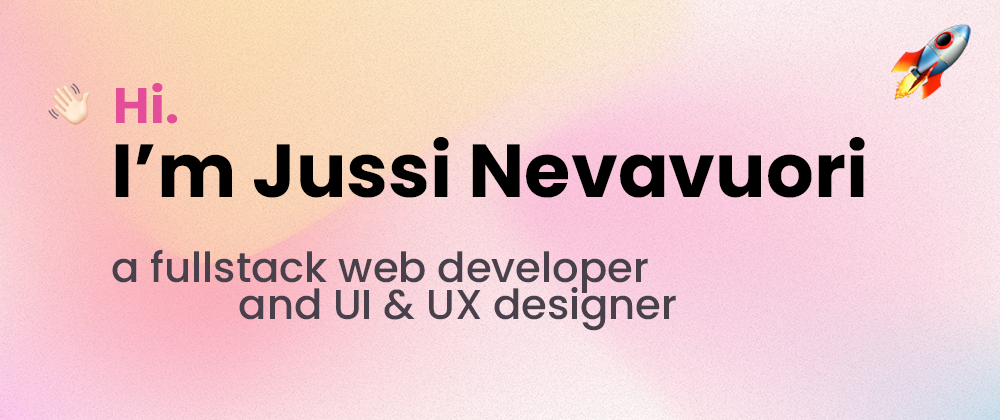 Hi.
I’m Jussi Nevavuori
a fullstack web developer
and UI & UX designer